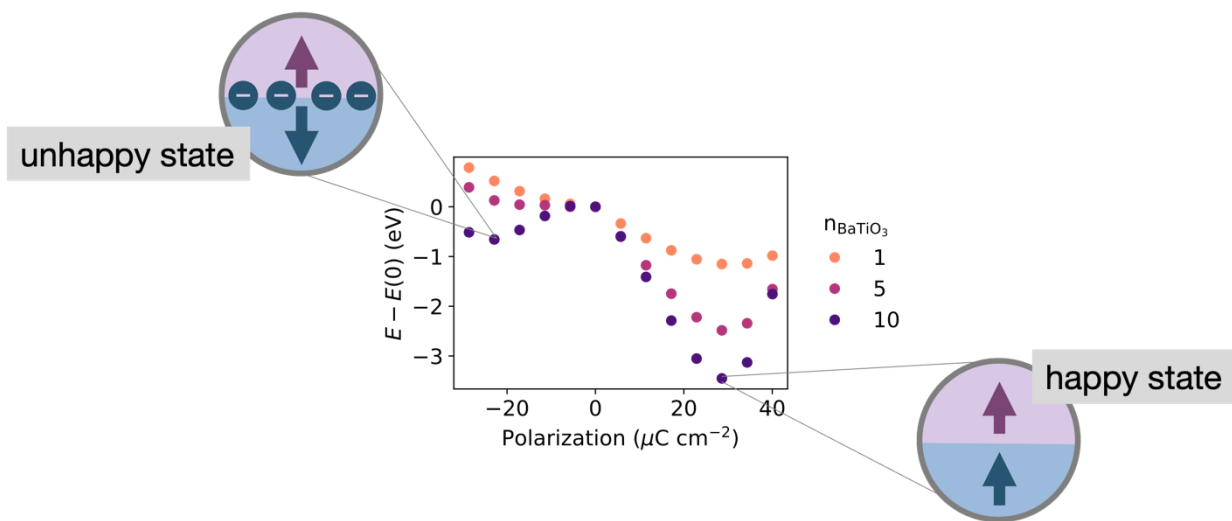 unhappy state
E − E(0) (eV)
0
−1
−2
−3
−20 0 20 40
Polarization (μC cm⁻²)
n_BaTiO₃
1
5
10
happy state
− − − −